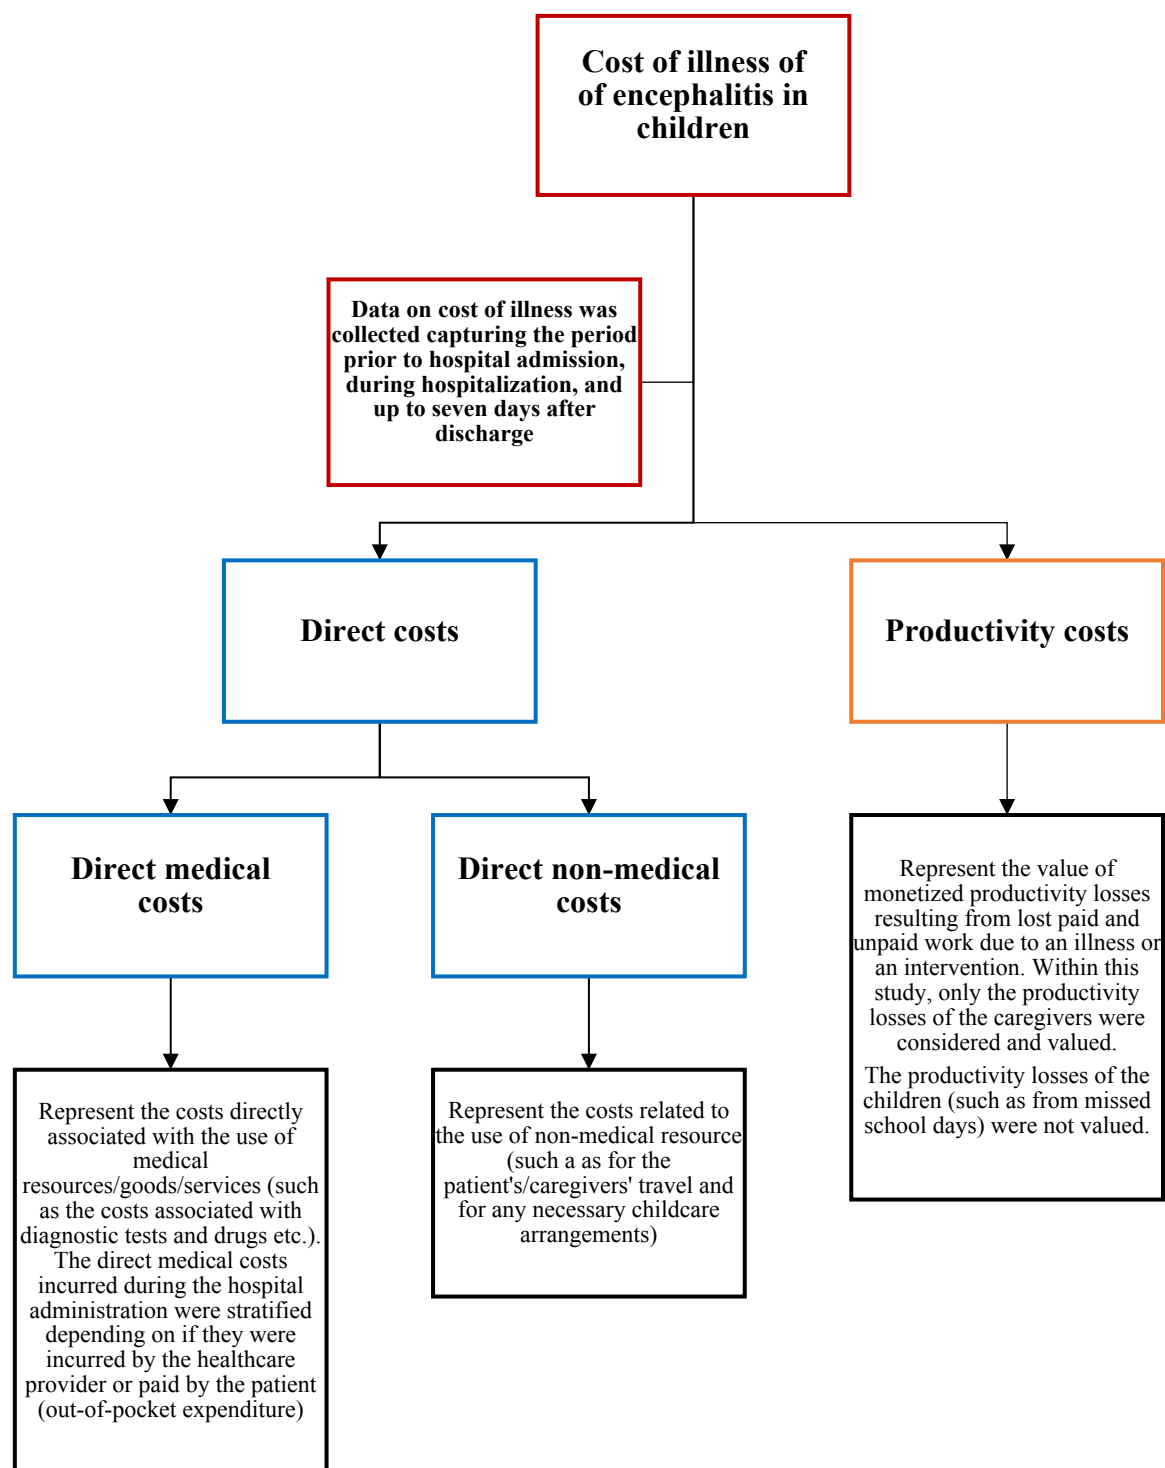 Cost of illness of
of encephalitis in
children
Data on cost of illness was
collected capturing the period
prior to hospital admission,
during hospitalization, and
up to seven days after
discharge
Direct costs
Productivity costs
Direct medical
costs
Direct non-medical
costs
Represent the value of
monetized productivity losses
resulting from lost paid and
unpaid work due to an illness or
an intervention. Within this
study, only the productivity
losses of the caregivers were
considered and valued.
The productivity losses of the
children (such as from missed
school days) were not valued.
Represent the costs directly
associated with the use of
medical
resources/goods/services (such
as the costs associated with
diagnostic tests and drugs etc.).
The direct medical costs
incurred during the hospital
administration were stratified
depending on if they were
incurred by the healthcare
provider or paid by the patient
(out-of-pocket expenditure)
Represent the costs related to
the use of non-medical resource
(such a as for the
patient's/caregivers' travel and
for any necessary childcare
arrangements)